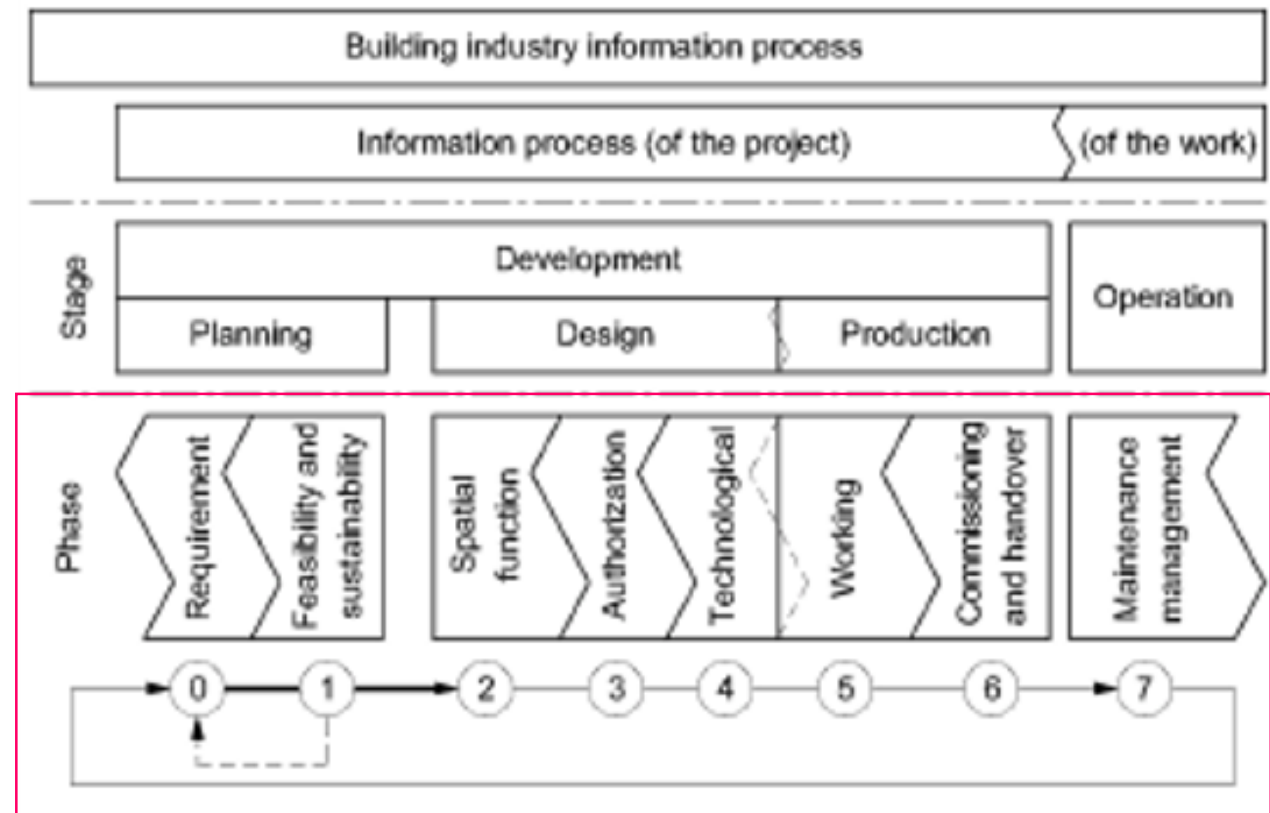 Building industry information process
Information process (of the project)
(of the work)
Stage
Development
Planning
Design
Production
Operation
Phase
Requirement
Feasibility and
sustainability
Spatial
function
Authorization
Technological
Working
Commissioning
and handover
Maintenance
management
0
1
2
3
4
5
6
7